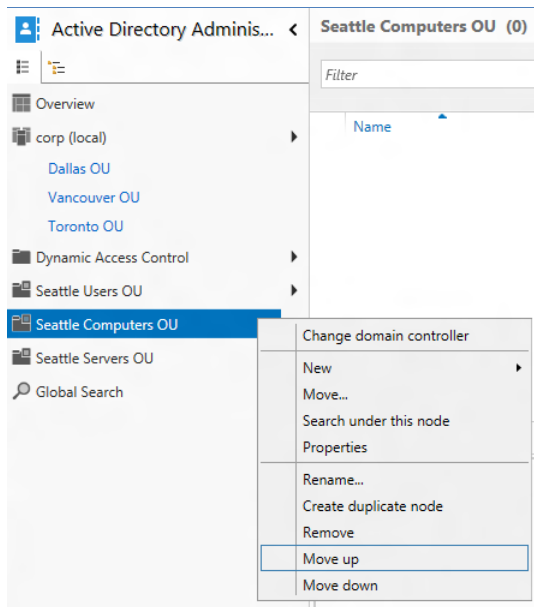 Active Directory Adminis...
Seattle Computers OU (0)
Filter
Name
Overview
corp (local)
Dallas OU
Vancouver OU
Toronto OU
Dynamic Access Control
Seattle Users OU
Seattle Computers OU
Seattle Servers OU
Global Search
Change domain controller
New
Move...
Search under this node
Properties
Rename...
Create duplicate node
Remove
Move up
Move down